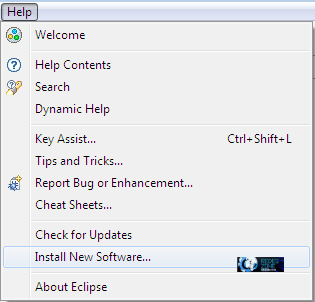 Help
Welcome
Help Contents
Search
Dynamic Help
Key Assist... Ctrl+Shift+L
Tips and Tricks...
Report Bug or Enhancement...
Cheat Sheets...
Check for Updates
Install New Software...
About Eclipse